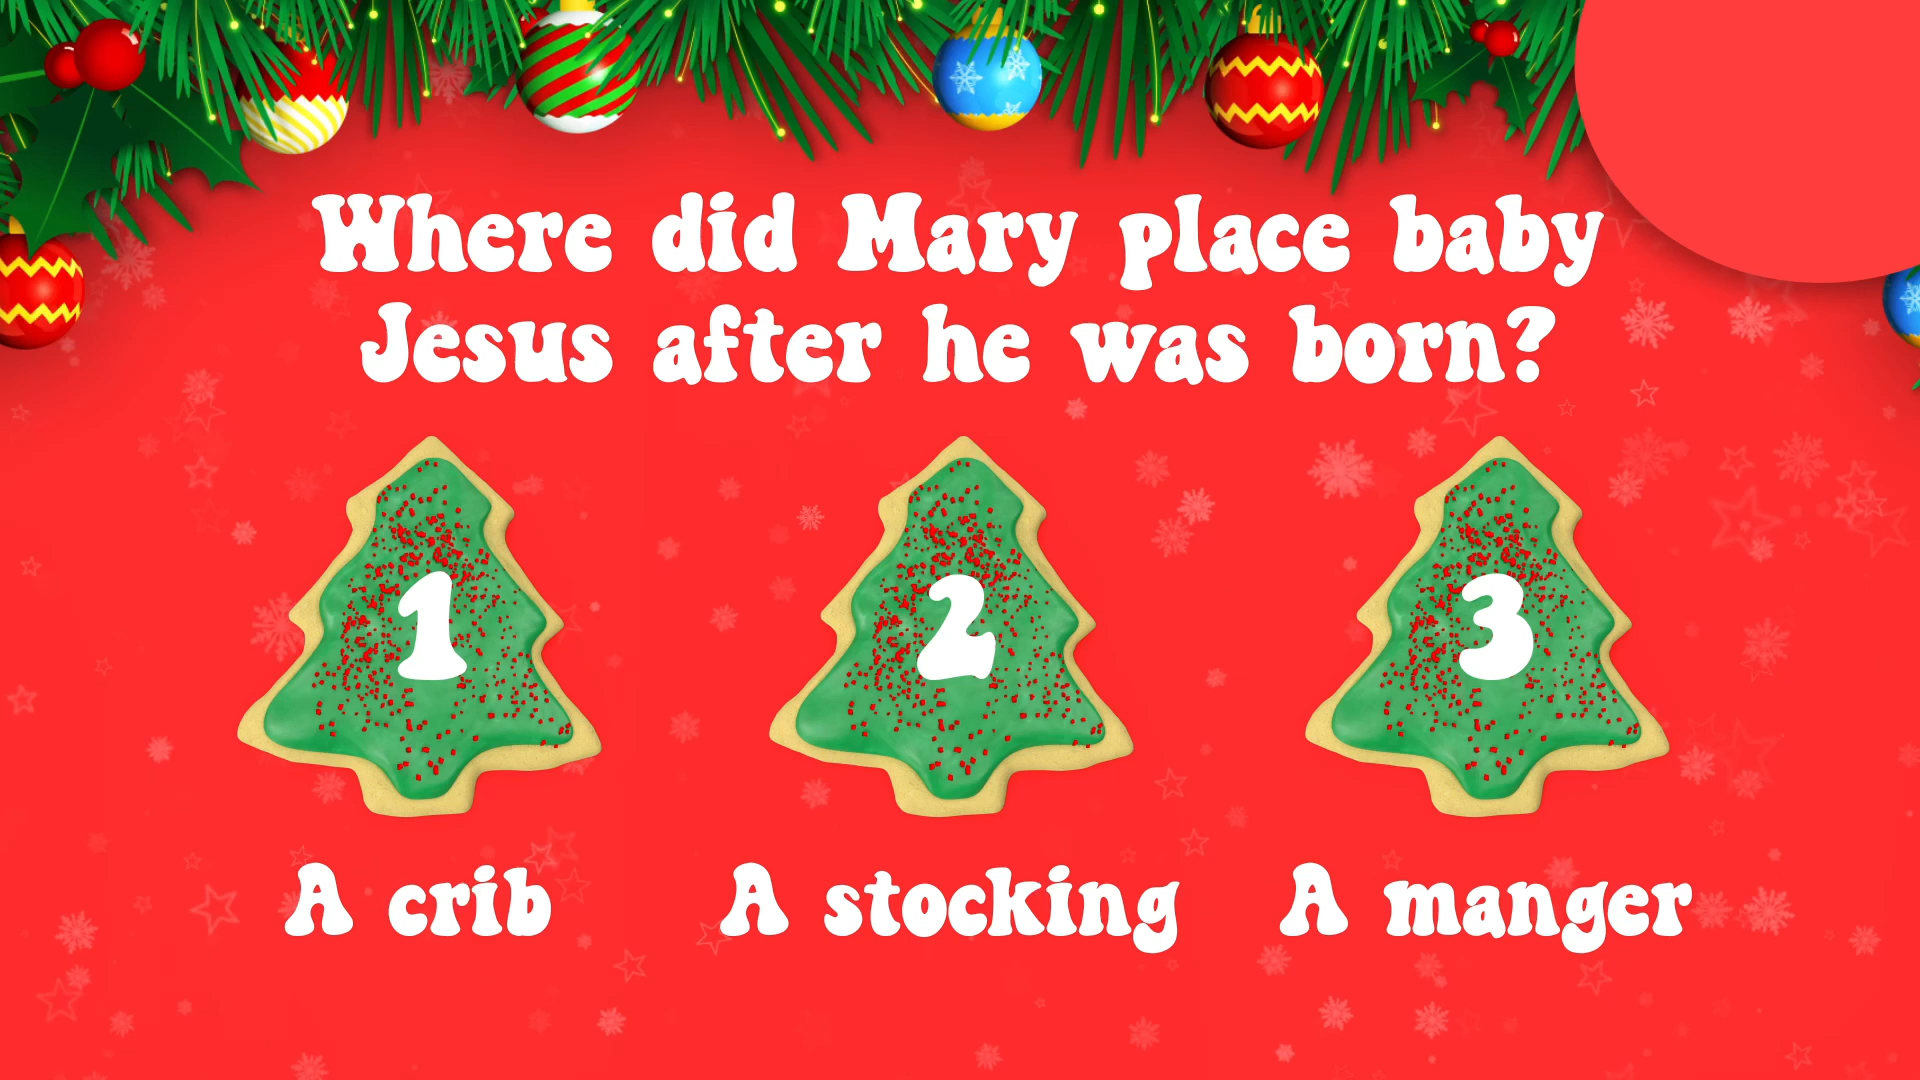 Where did Mary place baby
Jesus after he was born?
1
2
3
A crib
A stocking
A manger